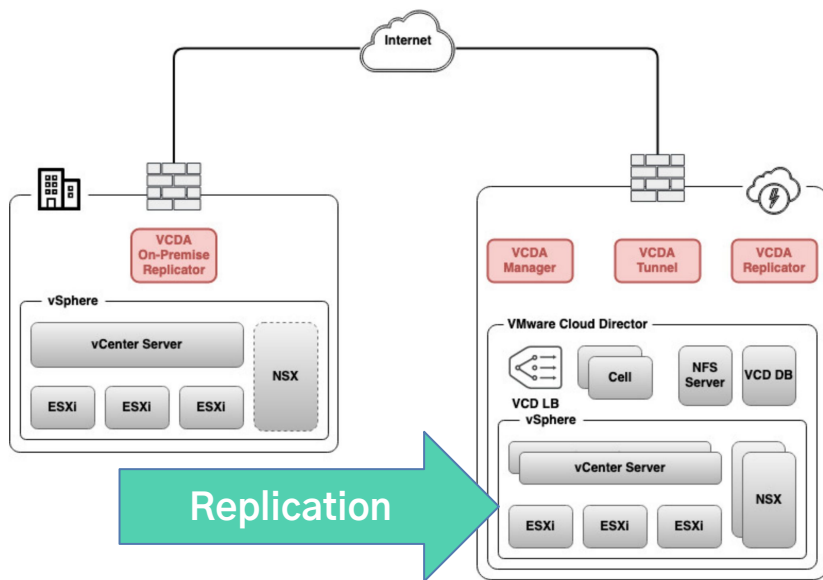 Internet
VCDA
On-Premise
Replicator
vSphere
vCenter Server
NSX
ESXi
ESXi
ESXi
VCDA
Manager
VCDA
Tunnel
VCDA
Replicator
VMware Cloud Director
VCD LB
Cell
NFS
Server
VCD DB
vSphere
vCenter Server
NSX
ESXi
ESXi
ESXi
Replication